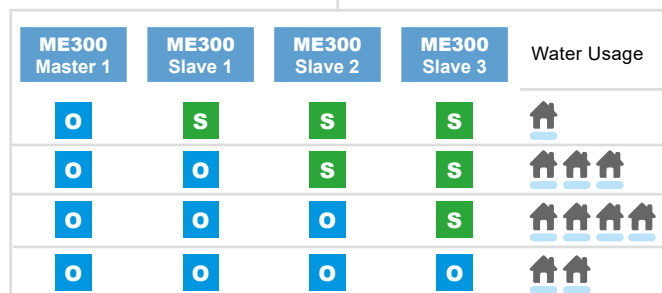 ME300 ME300 ME300 ME300
Master 1 Slave 1 Slave 2 Slave 3 Water Usage
O S S S
O O S S
O O O S
O O O O